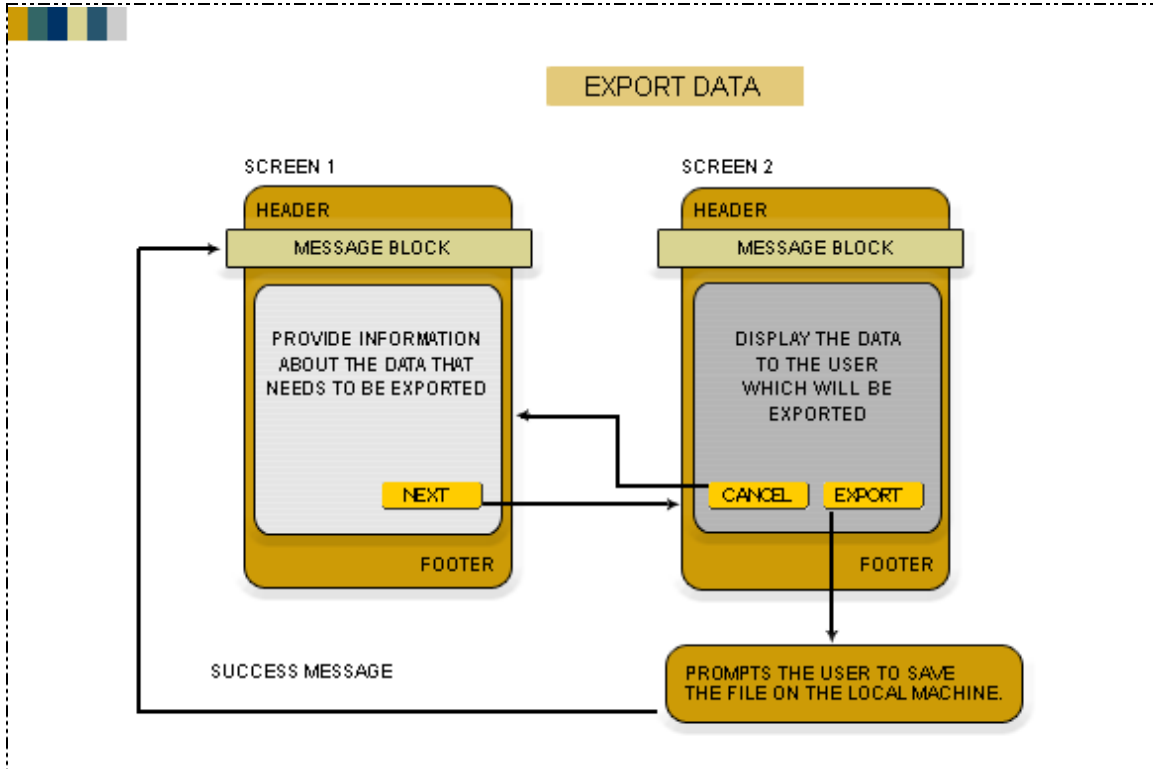 EXPORT DATA
SCREEN 1
HEADER
MESSAGE BLOCK
PROVIDE INFORMATION
ABOUT THE DATA THAT
NEEDS TO BE EXPORTED
NEXT
FOOTER
SCREEN 2
HEADER
MESSAGE BLOCK
DISPLAY THE DATA
TO THE USER
WHICH WILL BE
EXPORTED
CANCEL
EXPORT
FOOTER
SUCCESS MESSAGE
PROMPTS THE USER TO SAVE
THE FILE ON THE LOCAL MACHINE.